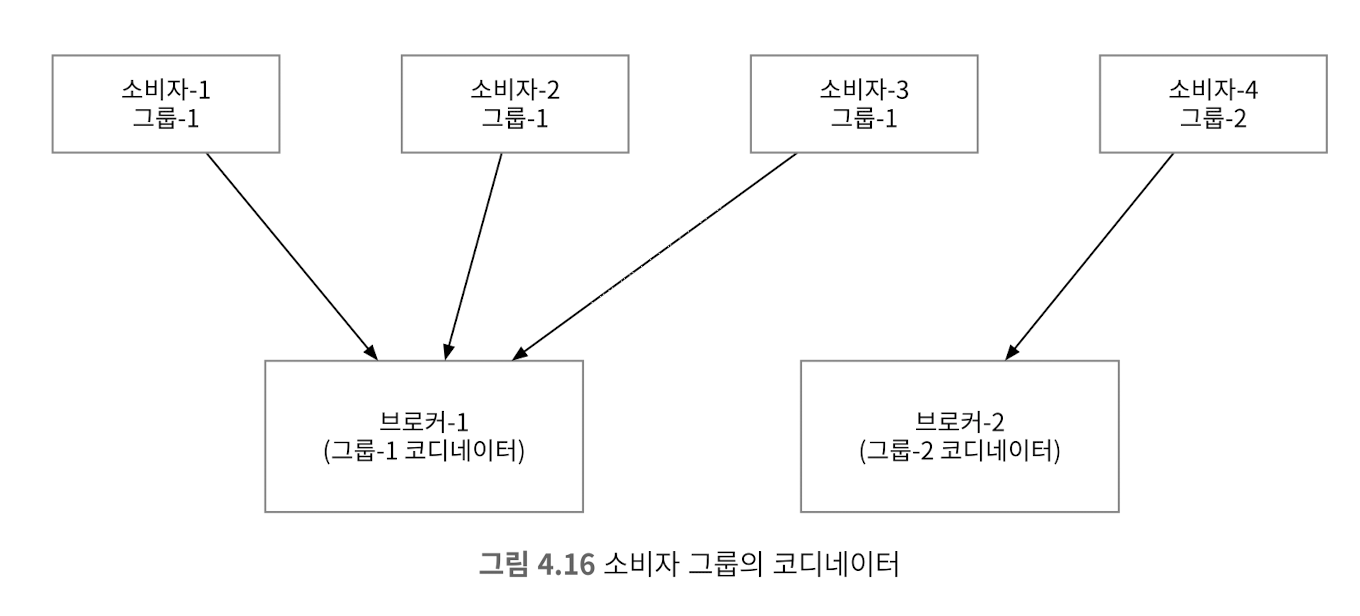 소비자-1
그룹-1
소비자-2
그룹-1
소비자-3
그룹-1
소비자-4
그룹-2
브로커-1
(그룹-1 코디네이터)
브로커-2
(그룹-2 코디네이터)
그림 4.16 소비자 그룹의 코디네이터